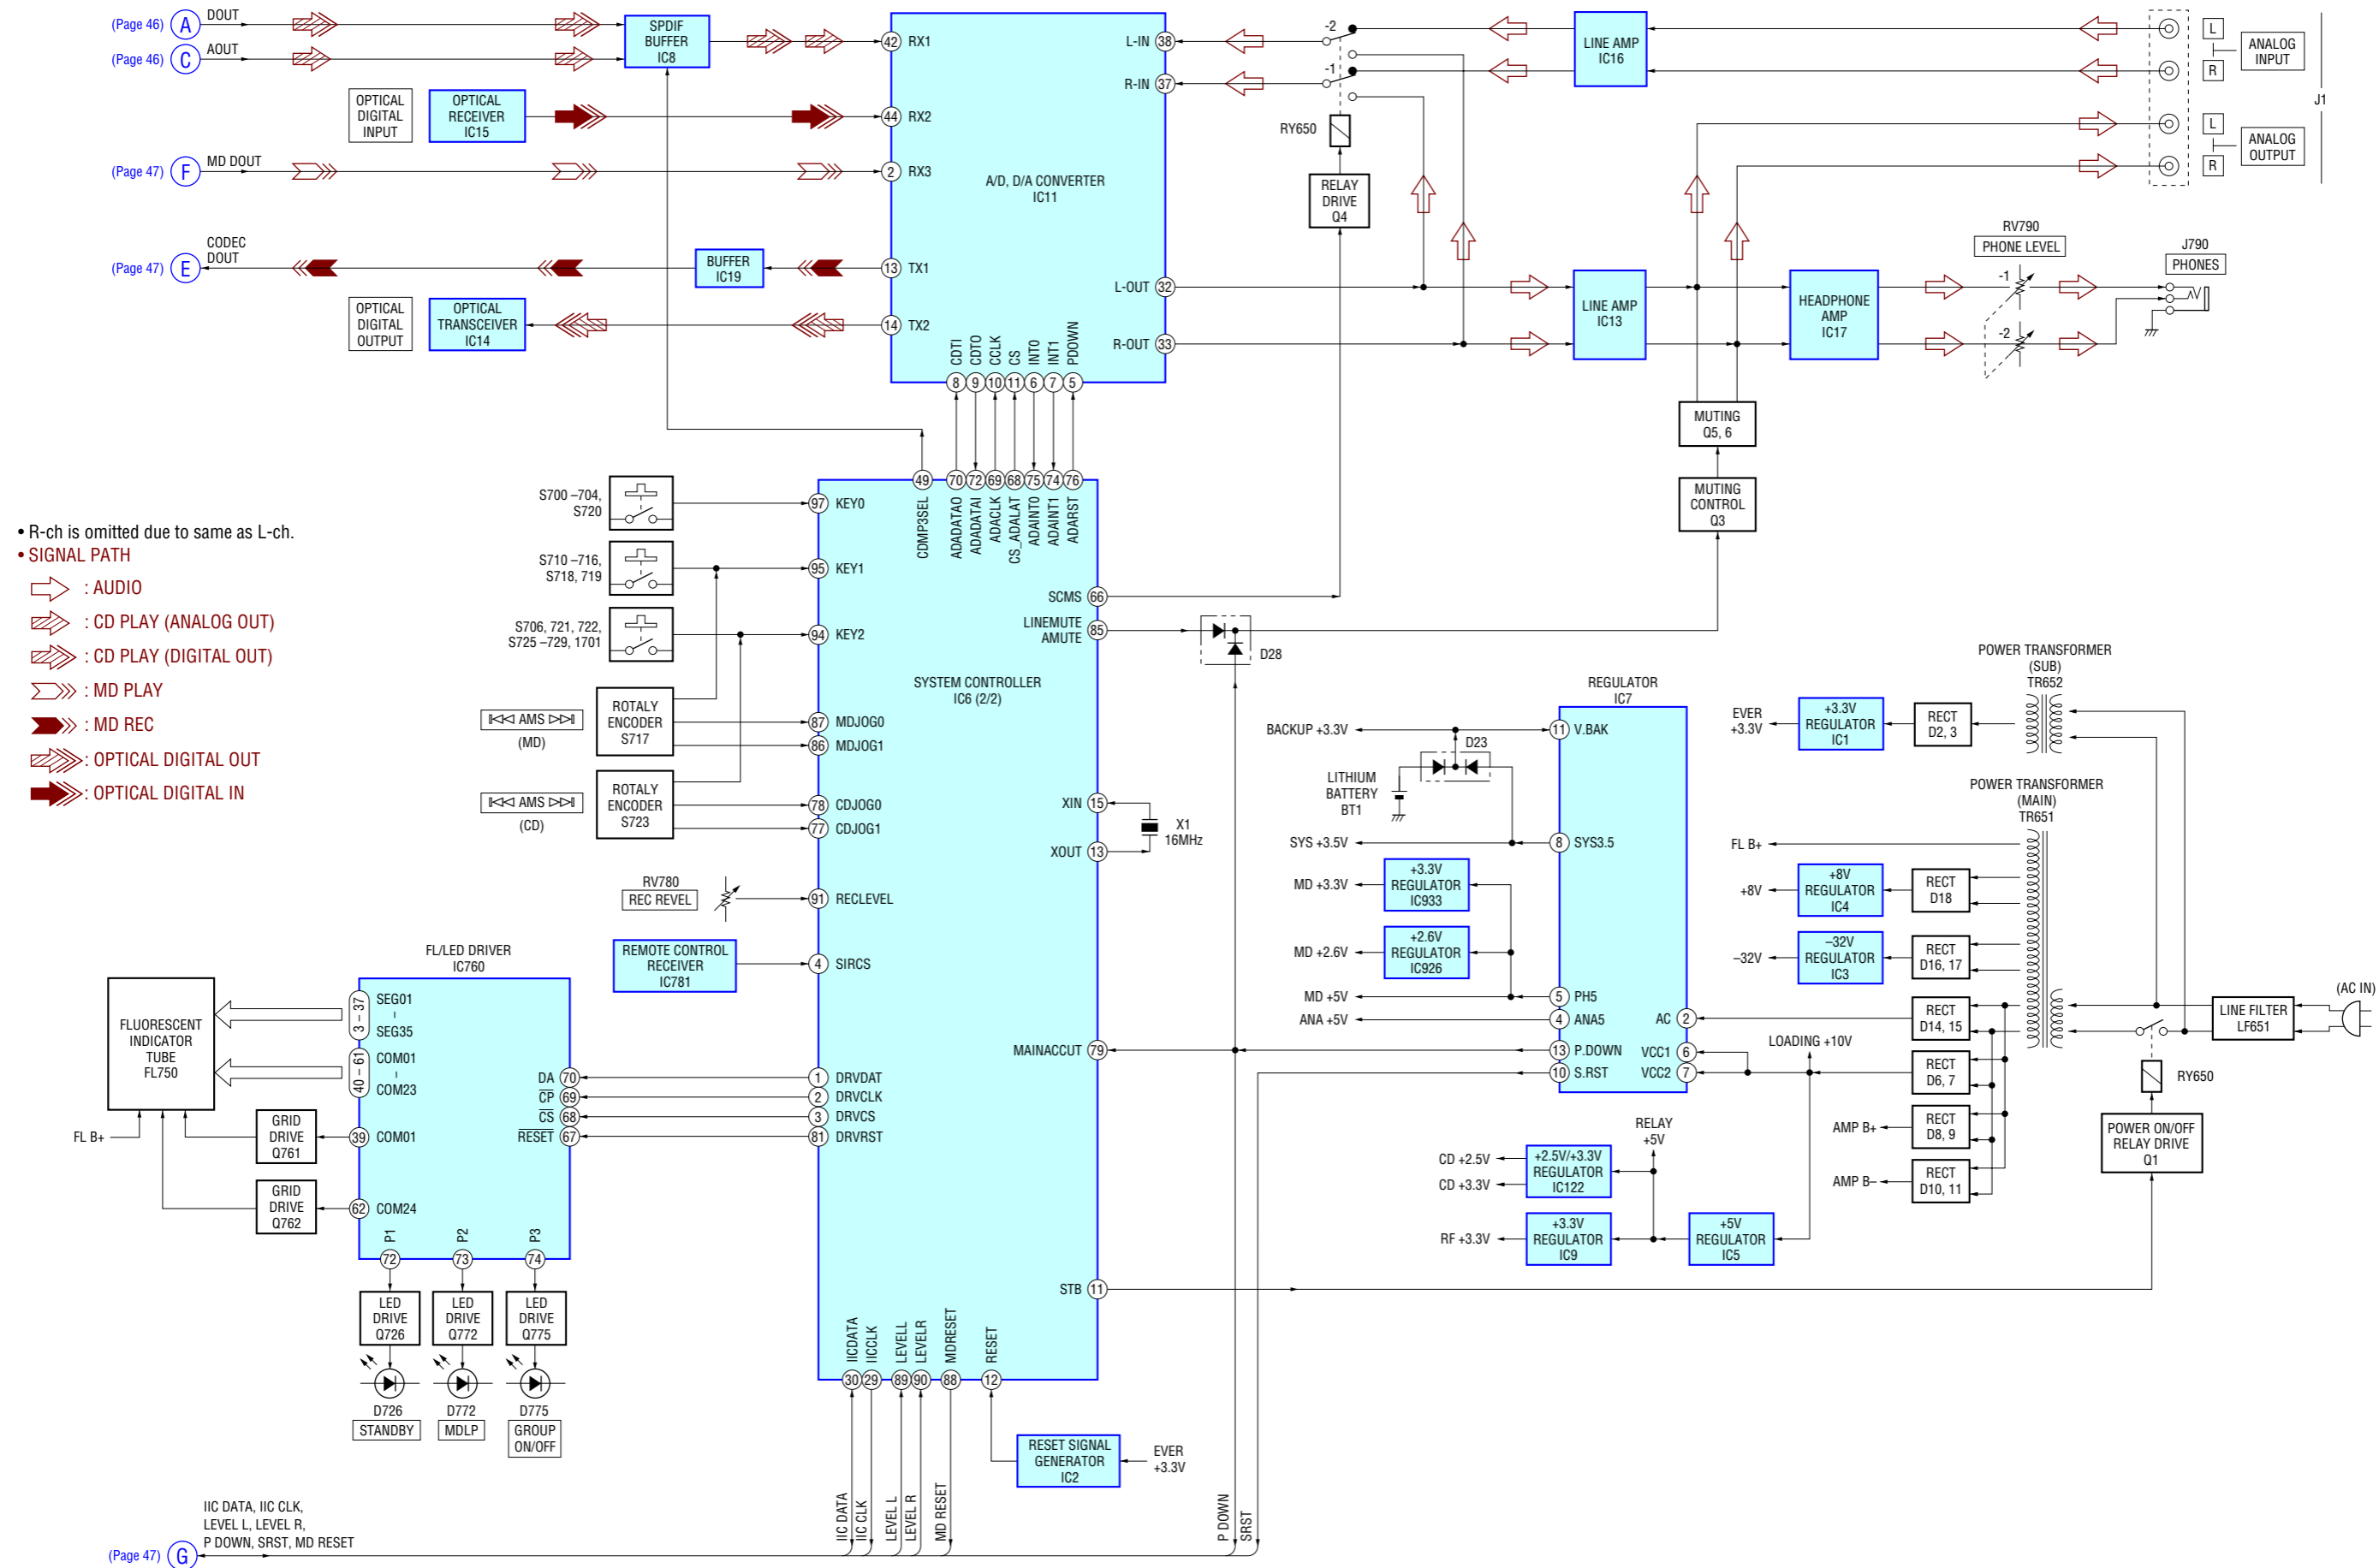 (Page 46) A DOUT
(Page 46) C AOUT
SPDIF
BUFFER
IC8
OPTICAL
DIGITAL
INPUT
OPTICAL
RECEIVER
IC15
(Page 47) F MD DOUT
(Page 47) E CODEC
DOUT
BUFFER
IC19
OPTICAL
DIGITAL
OUTPUT
OPTICAL
TRANSCEIVER
IC14
42 RX1
44 RX2
2 RX3
13 TX1
14 TX2
A/D, D/A CONVERTER
IC11
L-IN 38
R-IN 37
L-OUT 32
R-OUT 33
CDTI
CDTO
CCLK
CS
INT0
INT1
PDOWN
8 9 10 11 6 7 5
-2
-1
RY650
RELAY
DRIVE
Q4
LINE AMP
IC16
L
R
ANALOG
INPUT
J1
L
R
ANALOG
OUTPUT
LINE AMP
IC13
HEADPHONE
AMP
IC17
RV790
PHONE LEVEL
-1
-2
J790
PHONES
MUTING
Q5, 6
MUTING
CONTROL
Q3
• R-ch is omitted due to same as L-ch.
• SIGNAL PATH
: AUDIO
: CD PLAY (ANALOG OUT)
: CD PLAY (DIGITAL OUT)
: MD PLAY
: MD REC
: OPTICAL DIGITAL OUT
: OPTICAL DIGITAL IN
S700 –704,
S720
S710 –716,
S718, 719
S706, 721, 722,
S725 –729, 1701
AMS
(MD)
ROTALY
ENCODER
S717
AMS
(CD)
ROTALY
ENCODER
S723
RV780
REC REVEL
REMOTE CONTROL
RECEIVER
IC781
49 70 72 69 68 75 74 76
CDMP3SEL
ADADATAO
ADADATAI
ADACLK
CS_ADALAT
ADAINT0
ADAINT1
ADARST
97 KEY0
95 KEY1
94 KEY2
87 MDJOG0
86 MDJOG1
78 CDJOG0
77 CDJOG1
91 RECLEVEL
4 SIRCS
1 DRVDAT
2 DRVCLK
3 DRVCS
81 DRVRST
SYSTEM CONTROLLER
IC6 (2/2)
SCMS 66
LINEMUTE
AMUTE 85
XIN 15
XOUT 13
X1
16MHz
MAINACCUT 79
STB 11
IICDATA
IICCLK
LEVELL
LEVELR
MDRESET
RESET
30 29 89 90 88 12
D28
FL/LED DRIVER
IC760
FLUORESCENT
INDICATOR
TUBE
FL750
FL B+
GRID
DRIVE
Q761
GRID
DRIVE
Q762
3 – 37
SEG01
–
SEG35
40 – 61
COM01
–
COM23
39 COM01
62 COM24
DA 70
CP 69
CS 68
RESET 67
P1
P2
P3
72 73 74
LED
DRIVE
Q726
LED
DRIVE
Q772
LED
DRIVE
Q775
D726
STANDBY
D772
MDLP
D775
GROUP
ON/OFF
RESET SIGNAL
GENERATOR
IC2
EVER
+3.3V
REGULATOR
IC7
BACKUP +3.3V
11 V.BAK
D23
LITHIUM
BATTERY
BT1
SYS +3.5V
8 SYS3.5
MD +3.3V
+3.3V
REGULATOR
IC933
MD +2.6V
+2.6V
REGULATOR
IC926
MD +5V
5 PH5
ANA +5V
4 ANA5
13 P.DOWN
10 S.RST
AC 2
VCC1 6
VCC2 7
LOADING +10V
RELAY
+5V
CD +2.5V
CD +3.3V
+2.5V/+3.3V
REGULATOR
IC122
RF +3.3V
+3.3V
REGULATOR
IC9
+5V
REGULATOR
IC5
POWER TRANSFORMER
(SUB)
TR652
EVER
+3.3V
+3.3V
REGULATOR
IC1
RECT
D2, 3
POWER TRANSFORMER
(MAIN)
TR651
FL B+
+8V
+8V
REGULATOR
IC4
RECT
D18
–32V
–32V
REGULATOR
IC3
RECT
D16, 17
RECT
D14, 15
RECT
D6, 7
AMP B+
RECT
D8, 9
AMP B–
RECT
D10, 11
(AC IN)
LINE FILTER
LF651
RY650
POWER ON/OFF
RELAY DRIVE
Q1
IIC DATA
IIC CLK
LEVEL L
LEVEL R
MD RESET
P DOWN
SRST
IIC DATA, IIC CLK,
LEVEL L, LEVEL R,
P DOWN, SRST, MD RESET
(Page 47) G